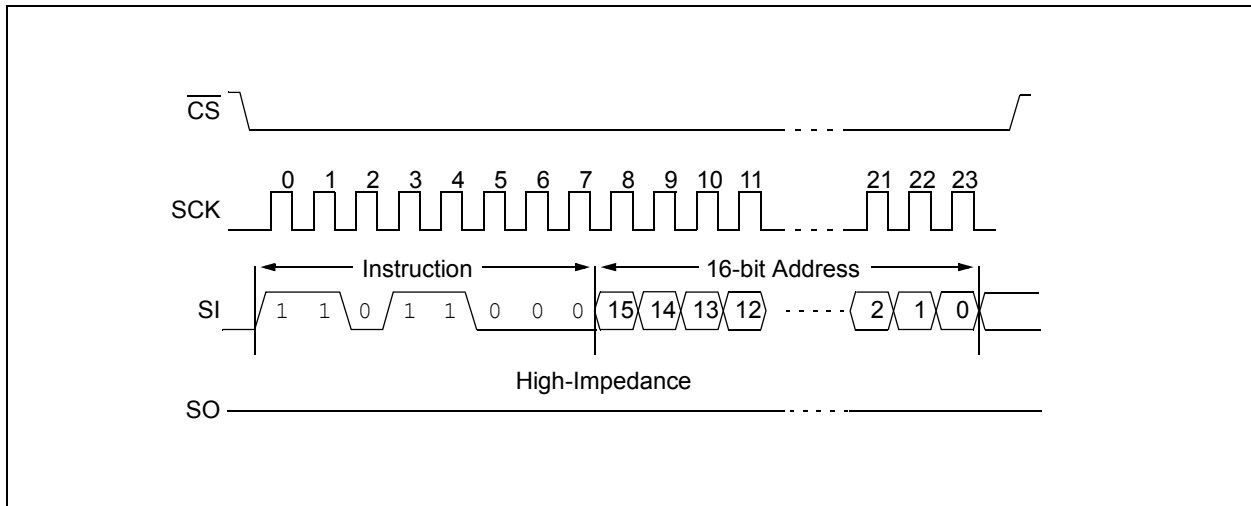 CS
0 1 2 3 4 5 6 7 8 9 10 11 21 22 23
SCK
Instruction 16-bit Address
SI 1 1 0 1 1 0 0 0 15 14 13 12 2 1 0
High-Impedance
SO